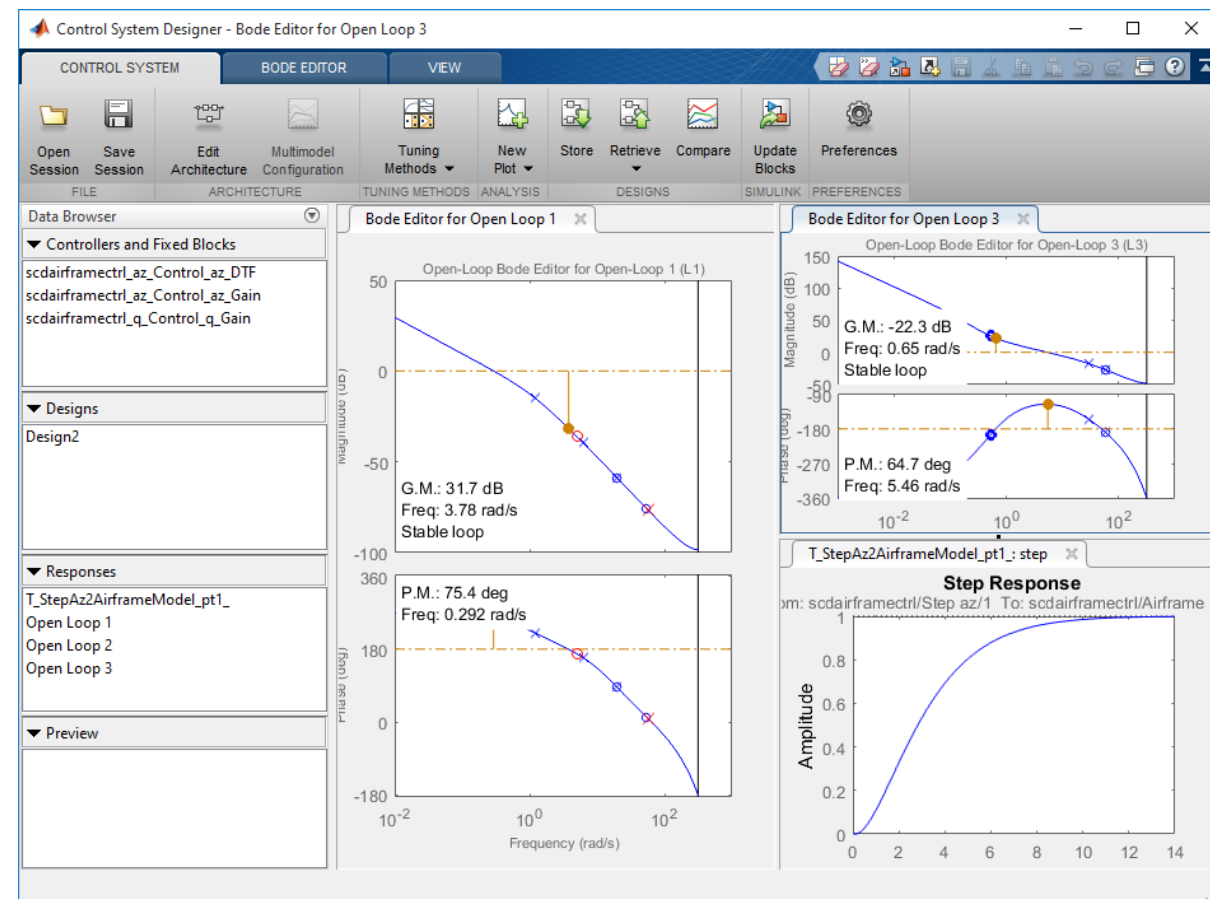 Control System Designer - Bode Editor for Open Loop 3
CONTROL SYSTEM
BODE EDITOR
VIEW
Open Session
Save Session
Edit Architecture
Multimodel Configuration
Tuning Methods
New Plot
Store
Retrieve
Compare
Update Blocks
Preferences
FILE
ARCHITECTURE
TUNING METHODS
ANALYSIS
DESIGNS
SIMULINK
PREFERENCES
Data Browser
Controllers and Fixed Blocks
scdairframectrl_az_Control_az_DTF
scdairframectrl_az_Control_az_Gain
scdairframectrl_q_Control_q_Gain
Designs
Design2
Responses
T_StepAz2AirframeModel_pt1_
Open Loop 1
Open Loop 2
Open Loop 3
Preview
Bode Editor for Open Loop 1
Open-Loop Bode Editor for Open-Loop 1 (L1)
50
0
-50
-100
G.M.: 31.7 dB
Freq: 3.78 rad/s
Stable loop
360
180
0
-180
P.M.: 75.4 deg
Freq: 0.292 rad/s
10-2
100
102
Frequency (rad/s)
Bode Editor for Open Loop 3
Open-Loop Bode Editor for Open-Loop 3 (L3)
Magnitude (dB)
150
100
50
0
-50
G.M.: -22.3 dB
Freq: 0.65 rad/s
Stable loop
-90
-180
-270
-360
P.M.: 64.7 deg
Freq: 5.46 rad/s
10-2
100
102
T_StepAz2AirframeModel_pt1_: step
Step Response
om: scdairframectrl/Step az/1 To: scdairframectrl/Airframe
Amplitude
1
0.8
0.6
0.4
0.2
0
0
2
4
6
8
10
12
14